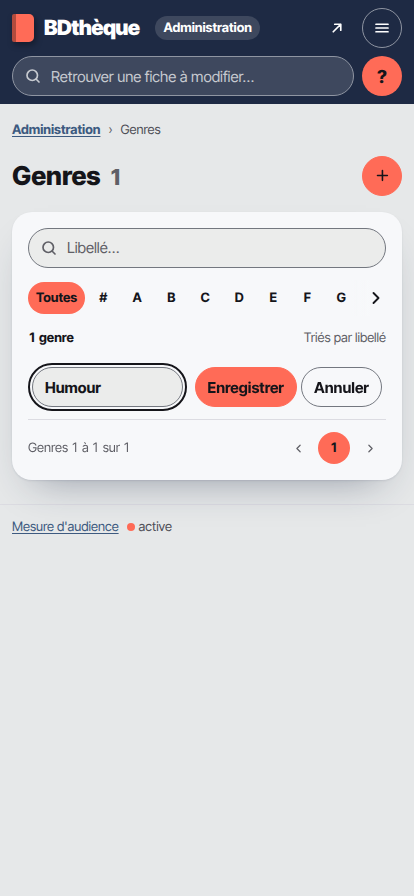 BDthèque Administration
Retrouver une fiche à modifier... ?
Administration › Genres
Genres 1
+
Libellé...
Toutes # A B C D E F G
1 genre Triés par libellé
Humour Enregistrer Annuler
Genres 1 à 1 sur 1 ‹ 1 ›
Mesure d'audience active